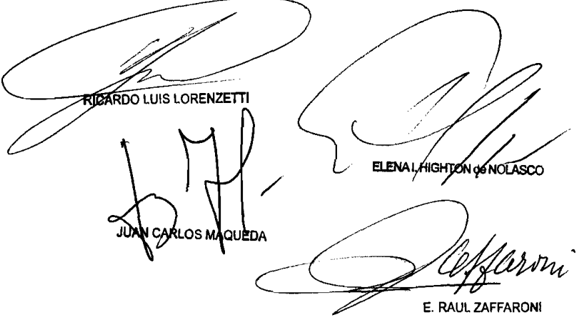 RICARDO LUIS LORENZETTI
ELENA I. HIGHTON de NOLASCO
JUAN CARLOS MAQUEDA
Zaffaroni
E. RAUL ZAFFARONI